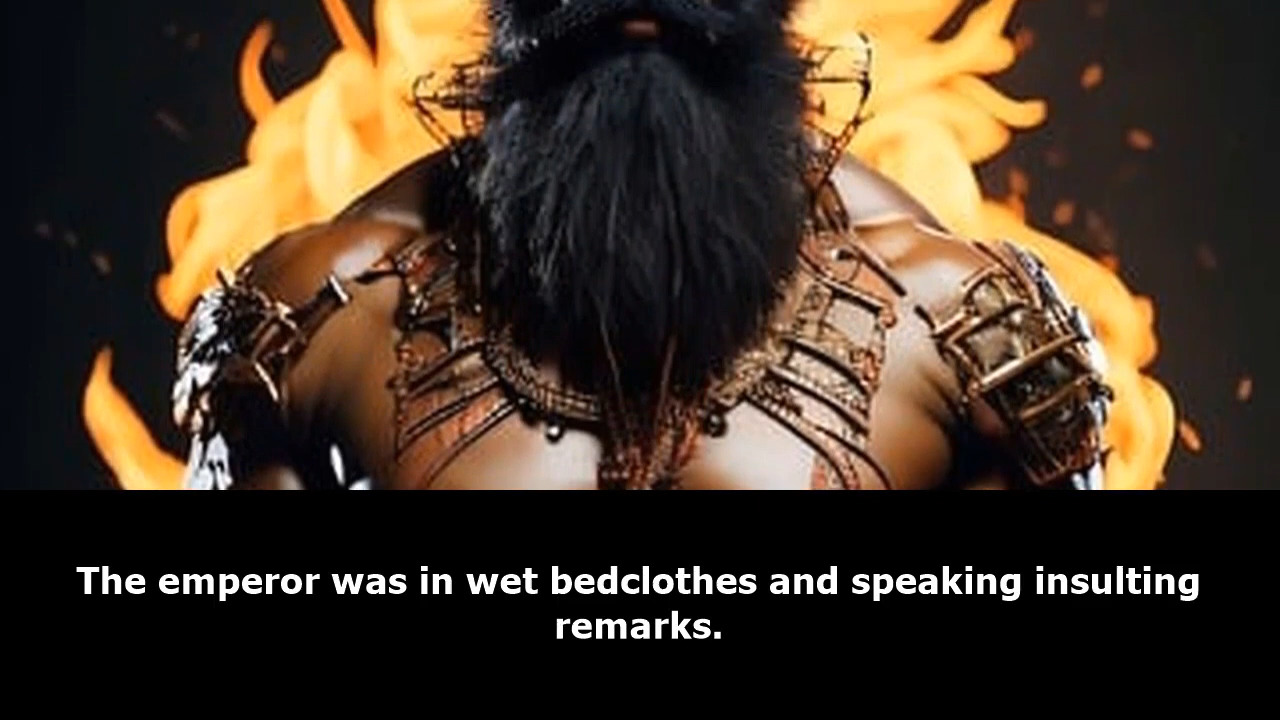 The emperor was in wet bedclothes and speaking insulting
remarks.